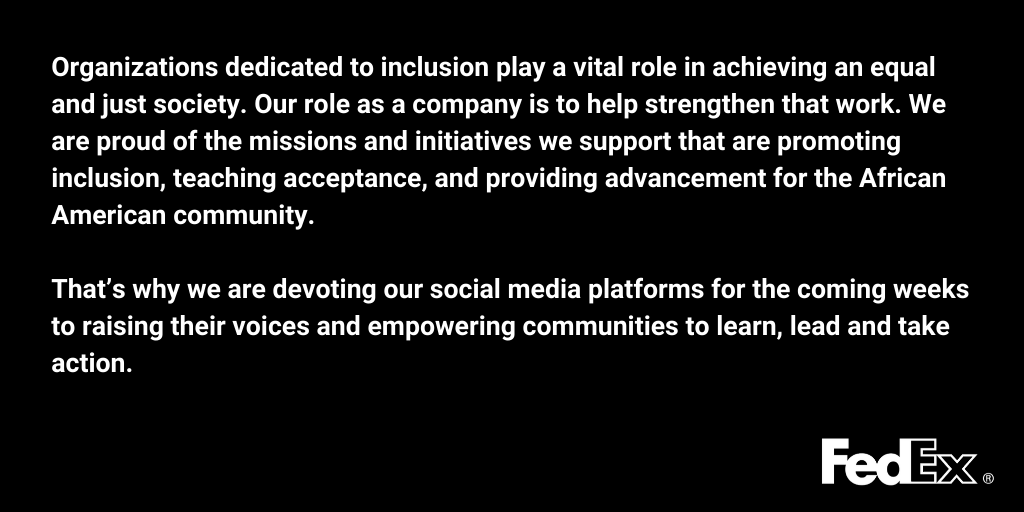 Organizations dedicated to inclusion play a vital role in achieving an equal
and just society. Our role as a company is to help strengthen that work. We
are proud of the missions and initiatives we support that are promoting
inclusion, teaching acceptance, and providing advancement for the African
American community.
That’s why we are devoting our social media platforms for the coming weeks
to raising their voices and empowering communities to learn, lead and take
action.
FedEx ®